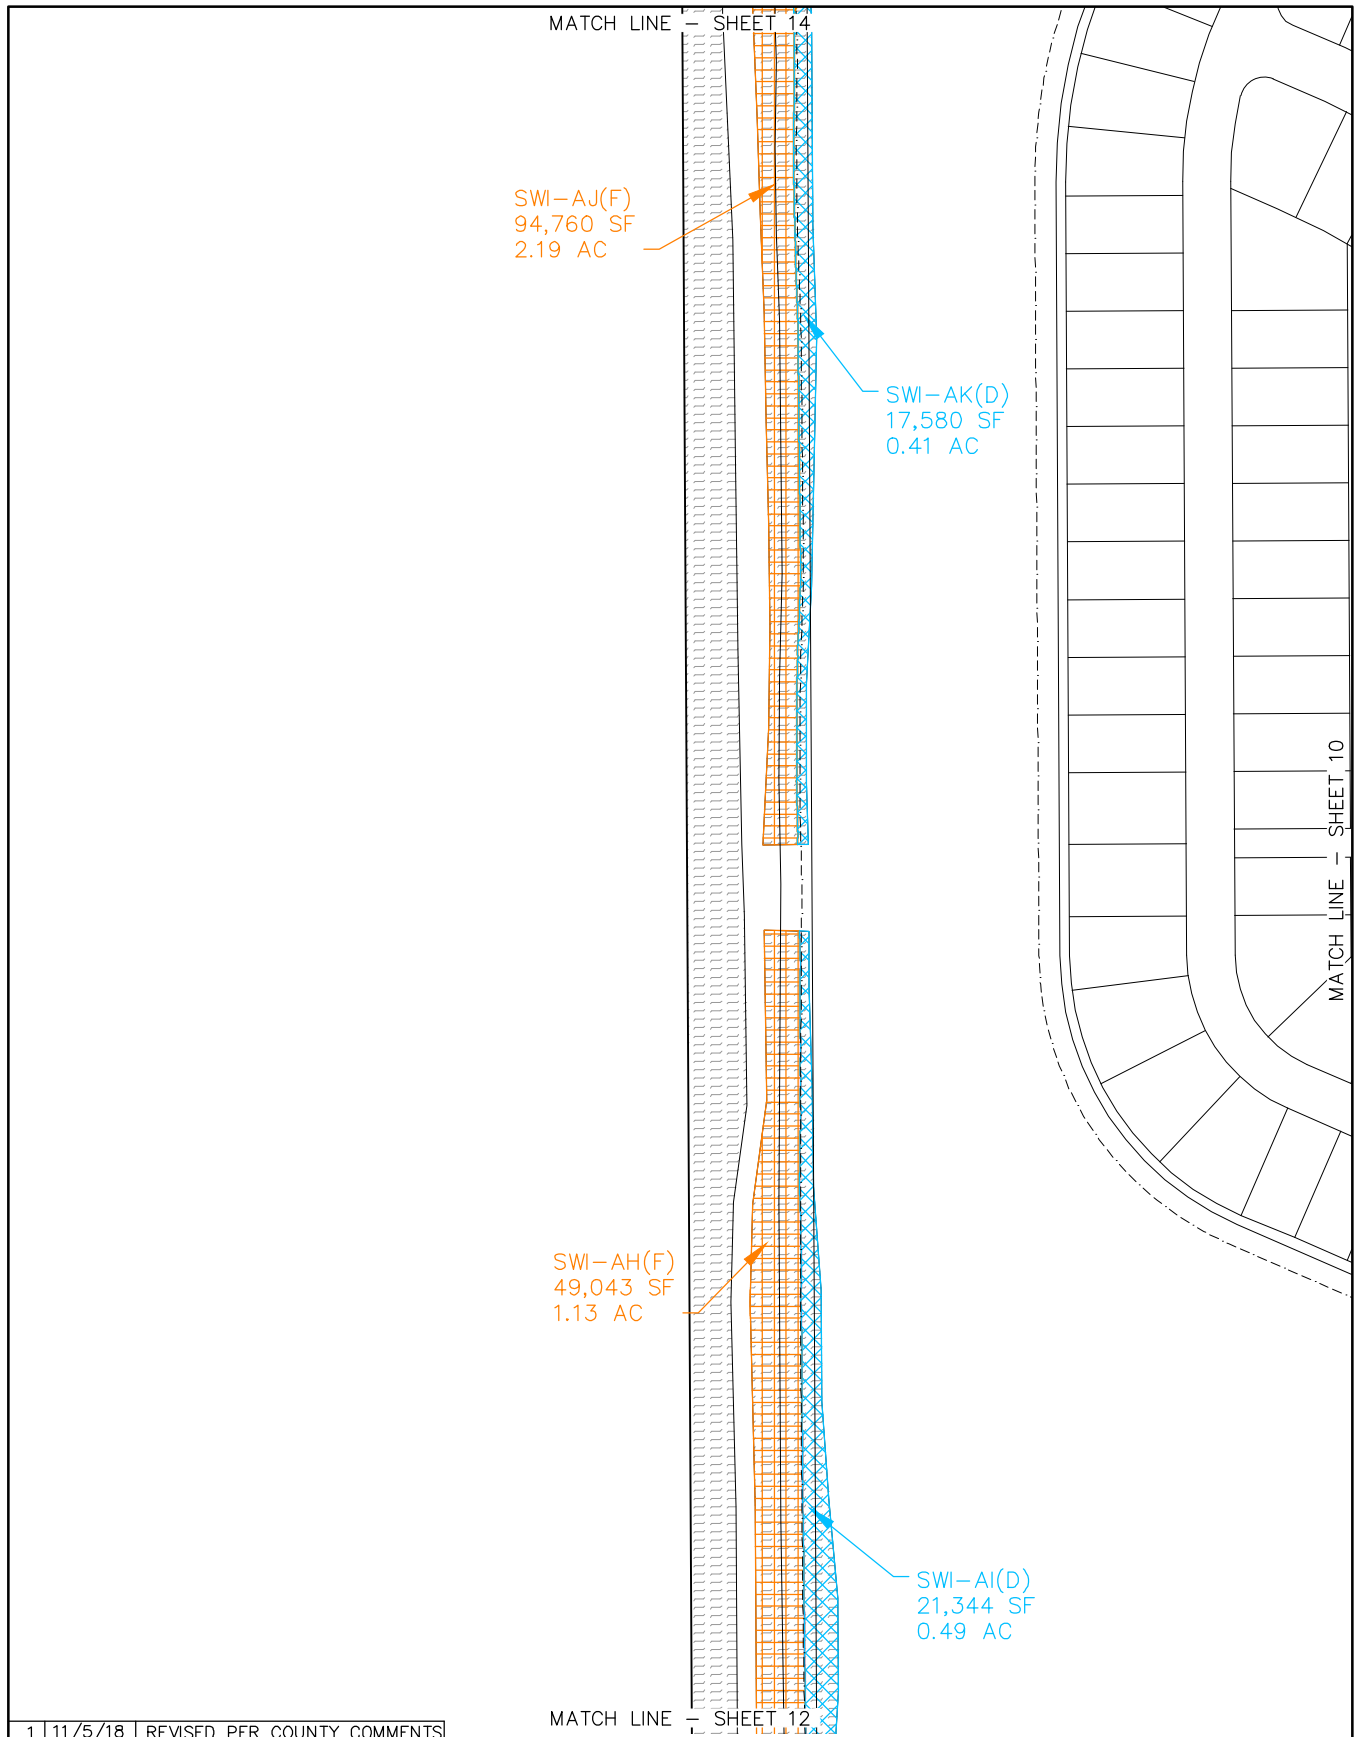 MATCH LINE – SHEET 14
SWI–AJ(F)
94,760 SF
2.19 AC
SWI–AK(D)
17,580 SF
0.41 AC
MATCH LINE – SHEET 10
SWI–AH(F)
49,043 SF
1.13 AC
SWI–AI(D)
21,344 SF
0.49 AC
MATCH LINE – SHEET 12
1 11/5/18 REVISED PER COUNTY COMMENTS